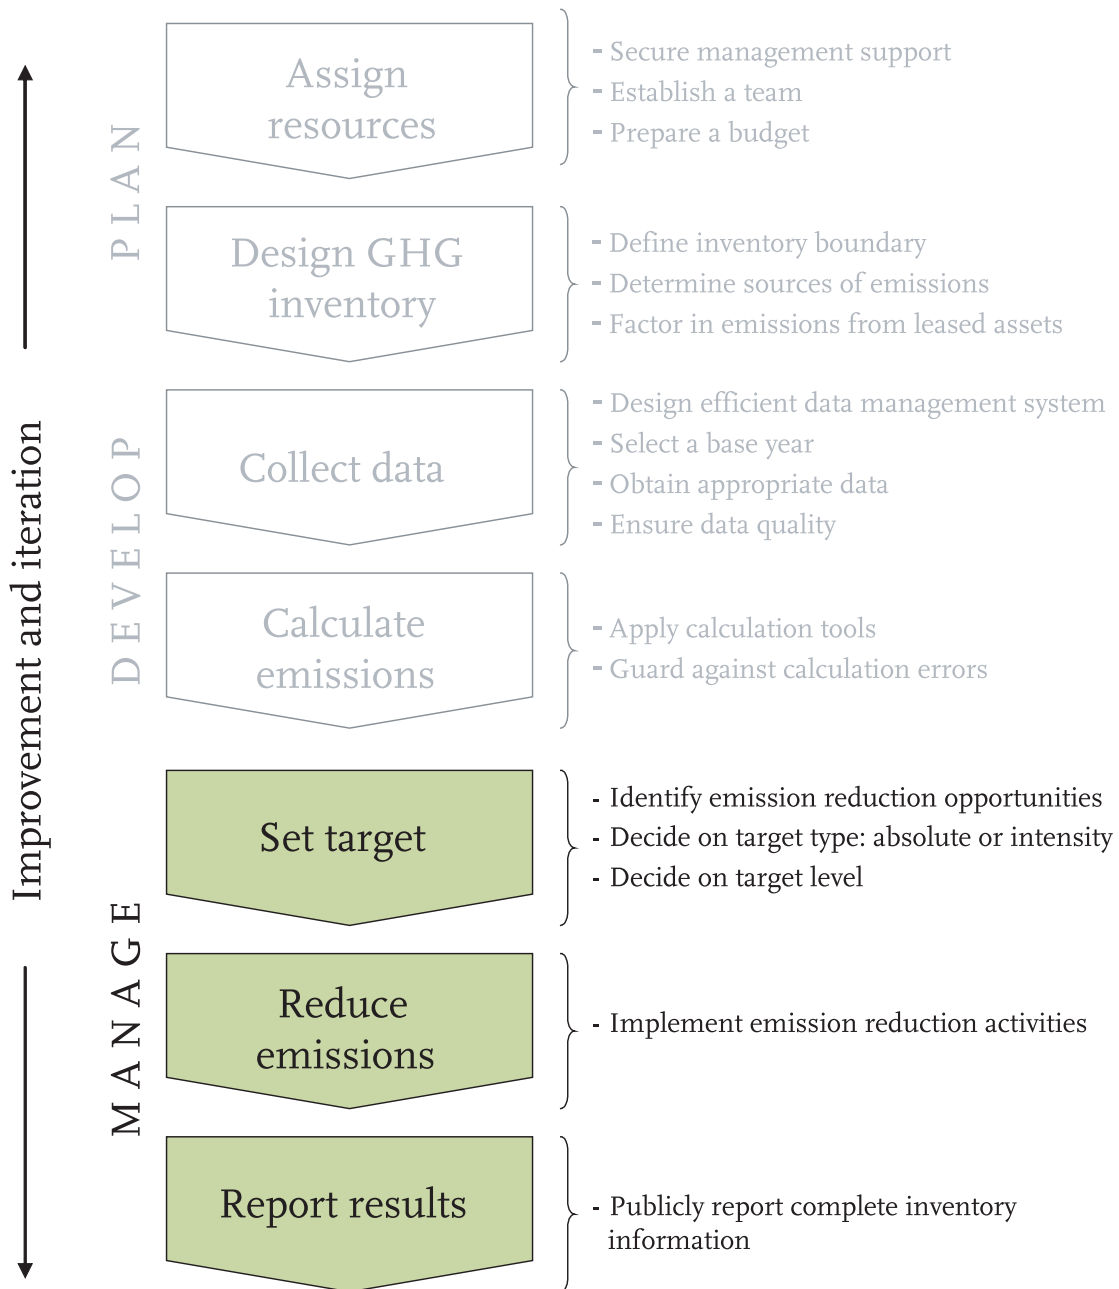 Improvement and iteration
PLAN
Assign
resources
- Secure management support
- Establish a team
- Prepare a budget
Design GHG
inventory
- Define inventory boundary
- Determine sources of emissions
- Factor in emissions from leased assets
DEVELOP
Collect data
- Design efficient data management system
- Select a base year
- Obtain appropriate data
- Ensure data quality
Calculate
emissions
- Apply calculation tools
- Guard against calculation errors
MANAGE
Set target
- Identify emission reduction opportunities
- Decide on target type: absolute or intensity
- Decide on target level
Reduce
emissions
- Implement emission reduction activities
Report results
- Publicly report complete inventory
information